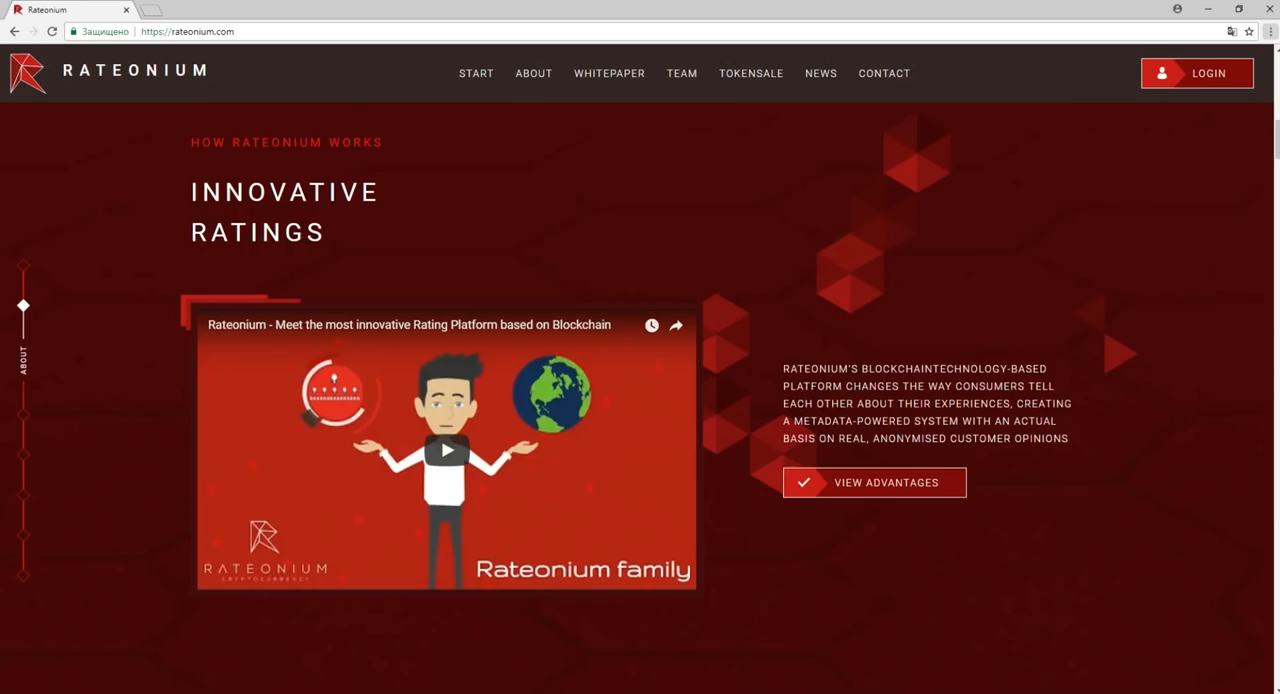 Rateonium
Защищено
https://rateonium.com
RATEONIUM
START
ABOUT
WHITEPAPER
TEAM
TOKENSALE
NEWS
CONTACT
LOGIN
HOW RATEONIUM WORKS
INNOVATIVE
RATINGS
ABOUT
Rateonium - Meet the most innovative Rating Platform based on Blockchain
RATEONIUM
CRYPTOCURRENCY
Rateonium family
RATEONIUM'S BLOCKCHAINTECHNOLOGY-BASED
PLATFORM CHANGES THE WAY CONSUMERS TELL
EACH OTHER ABOUT THEIR EXPERIENCES, CREATING
A METADATA-POWERED SYSTEM WITH AN ACTUAL
BASIS ON REAL, ANONYMISED CUSTOMER OPINIONS
VIEW ADVANTAGES